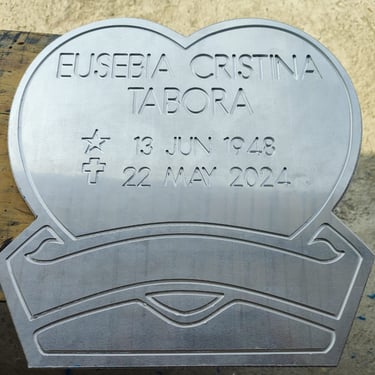 EUSEBIA CRISTINA
TABORA
13 JUN 1948
22 MAY 2024